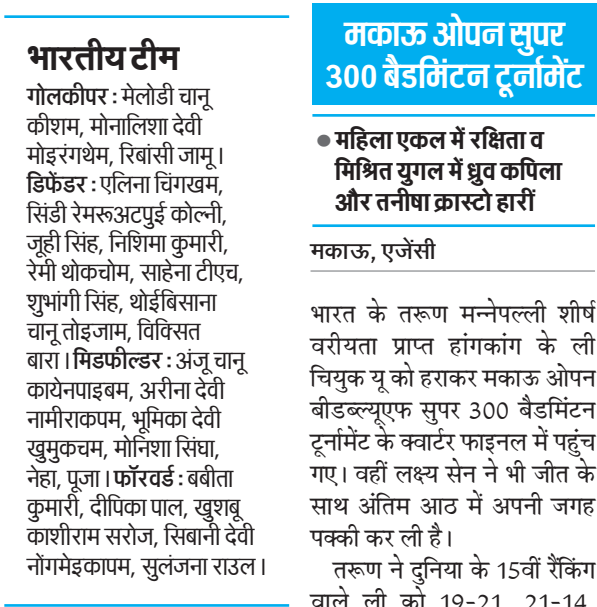 भारतीय टीम
गोलकीपर : मेलोडी चानू
कीशम, मोनालिशा देवी
मोइरंगथेम, रिबांसी जामू।
डिफेंडर : एलिना चिंगखम,
सिंडी रेमरूअटपुई कोल्नी,
जूही सिंह, निशिमा कुमारी,
रेमी थोकचोम, साहेना टीएच,
शुभांगी सिंह, थोईबिसाना
चानू तोइजाम, विक्सित
बारा। मिडफील्डर : अंजू चानू
कायेनपाइबम, अरीना देवी
नामीराकपम, भूमिका देवी
खुमुकचम, मोनिशा सिंघा,
नेहा, पूजा। फॉरवर्ड : बबीता
कुमारी, दीपिका पाल, खुशबू
काशीराम सरोज, सिबानी देवी
नोंगमेइकापम, सुलंजना राउल।
मकाऊ ओपन सुपर
300 बैडमिंटन टूर्नामेंट
● महिला एकल में रक्षिता व
मिश्रित युगल में ध्रुव कपिला
और तनीषा क्रास्टो हारीं
मकाऊ, एजेंसी
भारत के तरूण मन्नेपल्ली शीर्ष
वरीयता प्राप्त हांगकांग के ली
चियुक यू को हराकर मकाऊ ओपन
बीडब्ल्यूएफ सुपर 300 बैडमिंटन
टूर्नामेंट के क्वार्टर फाइनल में पहुंच
गए। वहीं लक्ष्य सेन ने भी जीत के
साथ अंतिम आठ में अपनी जगह
पक्की कर ली है।
तरूण ने दुनिया के 15वीं रैंकिंग
वाले ली को 19-21, 21-14,